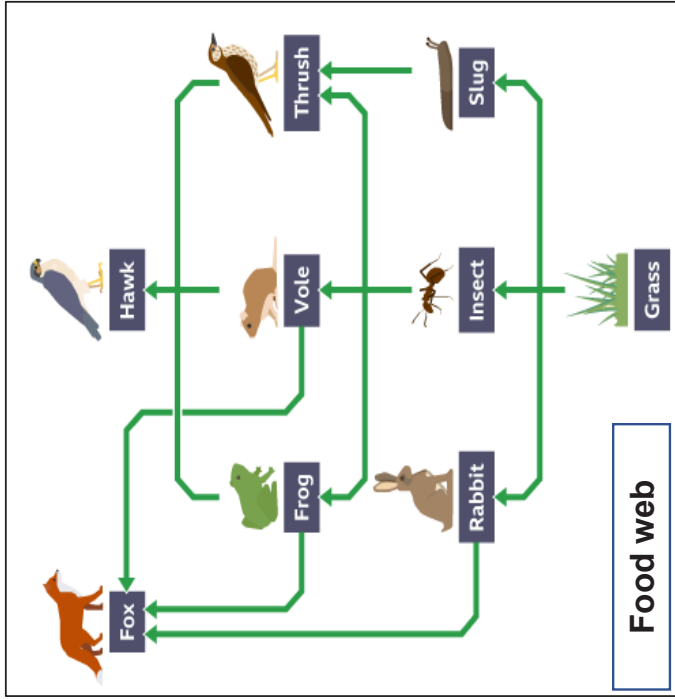 Fox
Hawk
Frog
Vole
Thrush
Rabbit
Insect
Slug
Grass
Food web